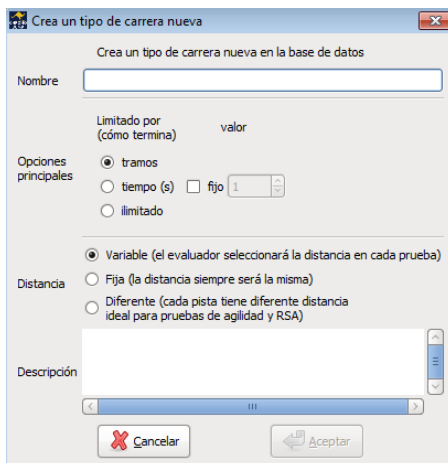 Crea un tipo de carrera nueva
Crea un tipo de carrera nueva en la base de datos
Nombre
Limitado por
(cómo termina)
valor
Opciones
principales
tramos
tiempo (s)
fijo
1
ilimitado
Distancia
Variable (el evaluador seleccionará la distancia en cada prueba)
Fija (la distancia siempre será la misma)
Diferente (cada pista tiene diferente distancia
ideal para pruebas de agilidad y RSA)
Descripción
Cancelar
Aceptar